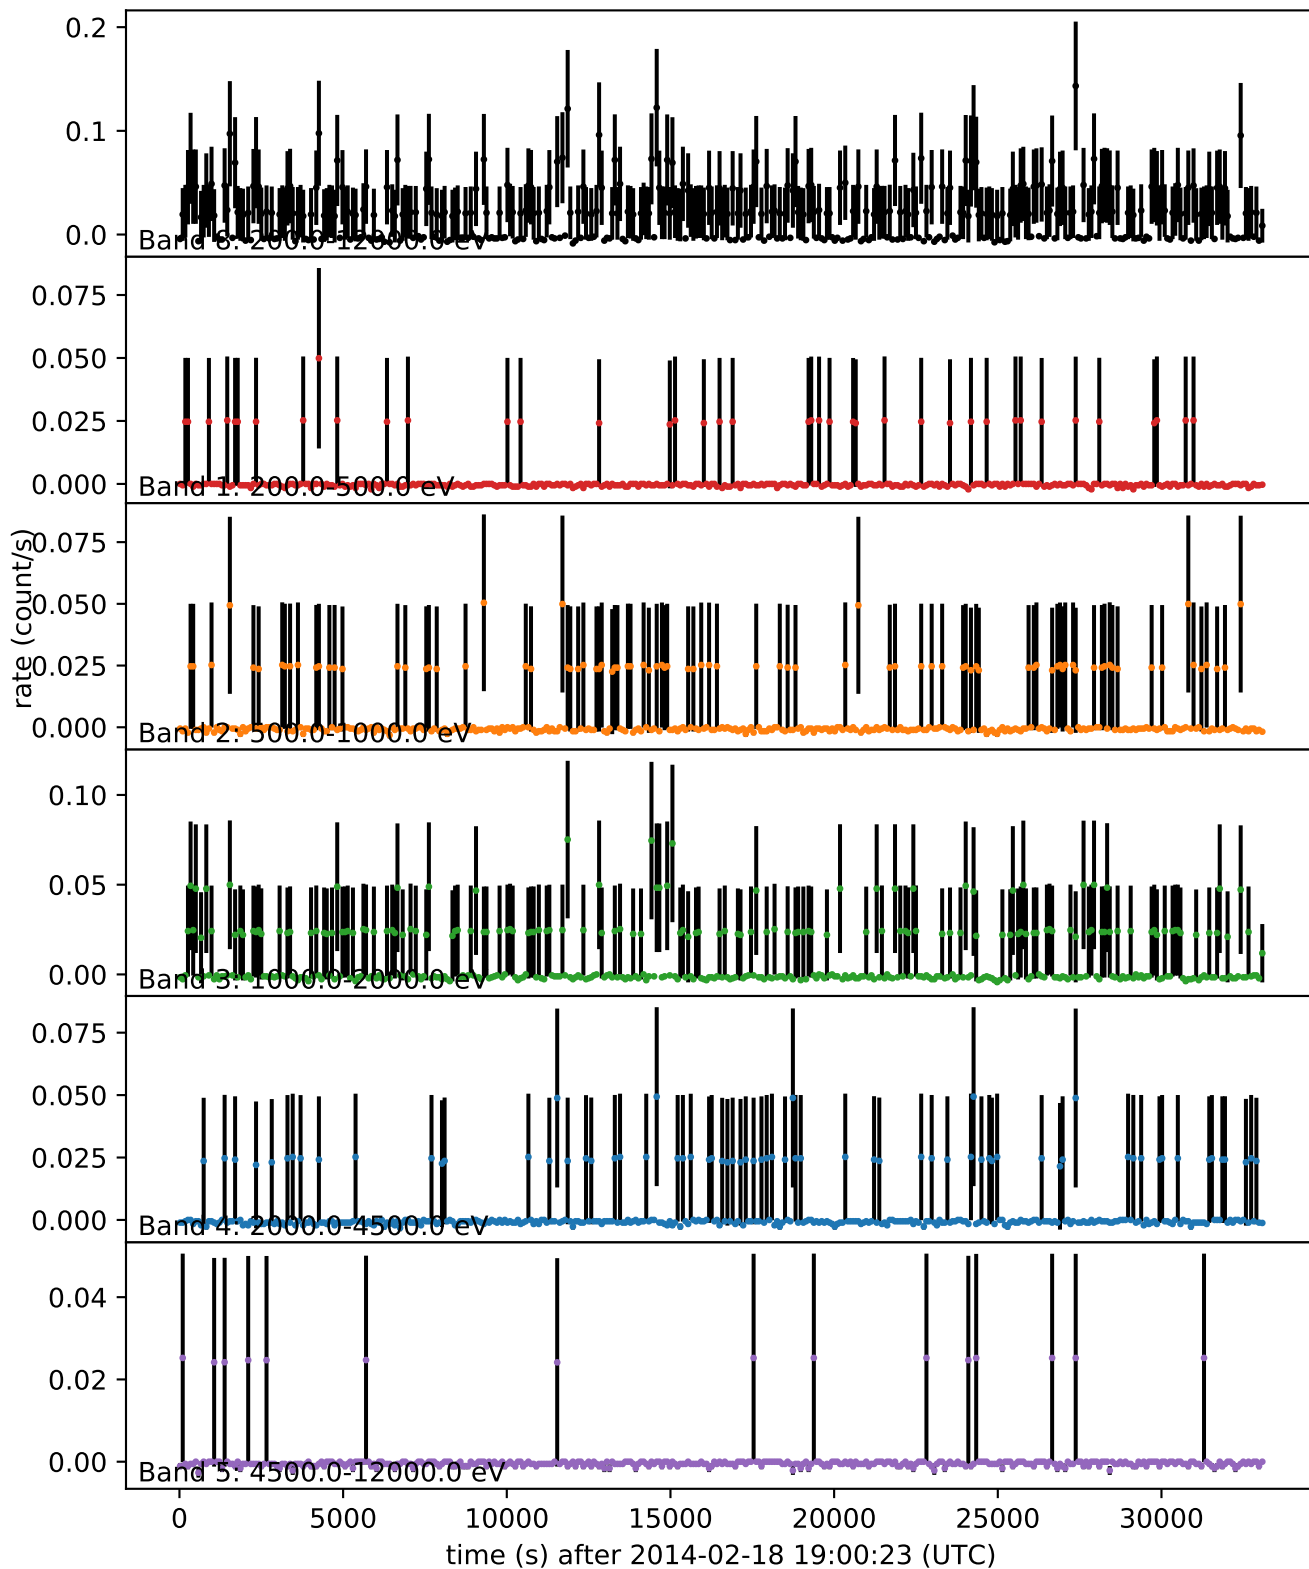 0.2
0.1
0.0
Band 8: 200.0-12000.0 eV
0.075
0.050
0.025
0.000
Band 1: 200.0-500.0 eV
0.075
0.050
0.025
0.000
Band 2: 500.0-1000.0 eV
rate (count/s)
0.10
0.05
0.00
Band 3: 1000.0-2000.0 eV
0.075
0.050
0.025
0.000
Band 4: 2000.0-4500.0 eV
0.04
0.02
0.00
Band 5: 4500.0-12000.0 eV
0 5000 10000 15000 20000 25000 30000
time (s) after 2014-02-18 19:00:23 (UTC)